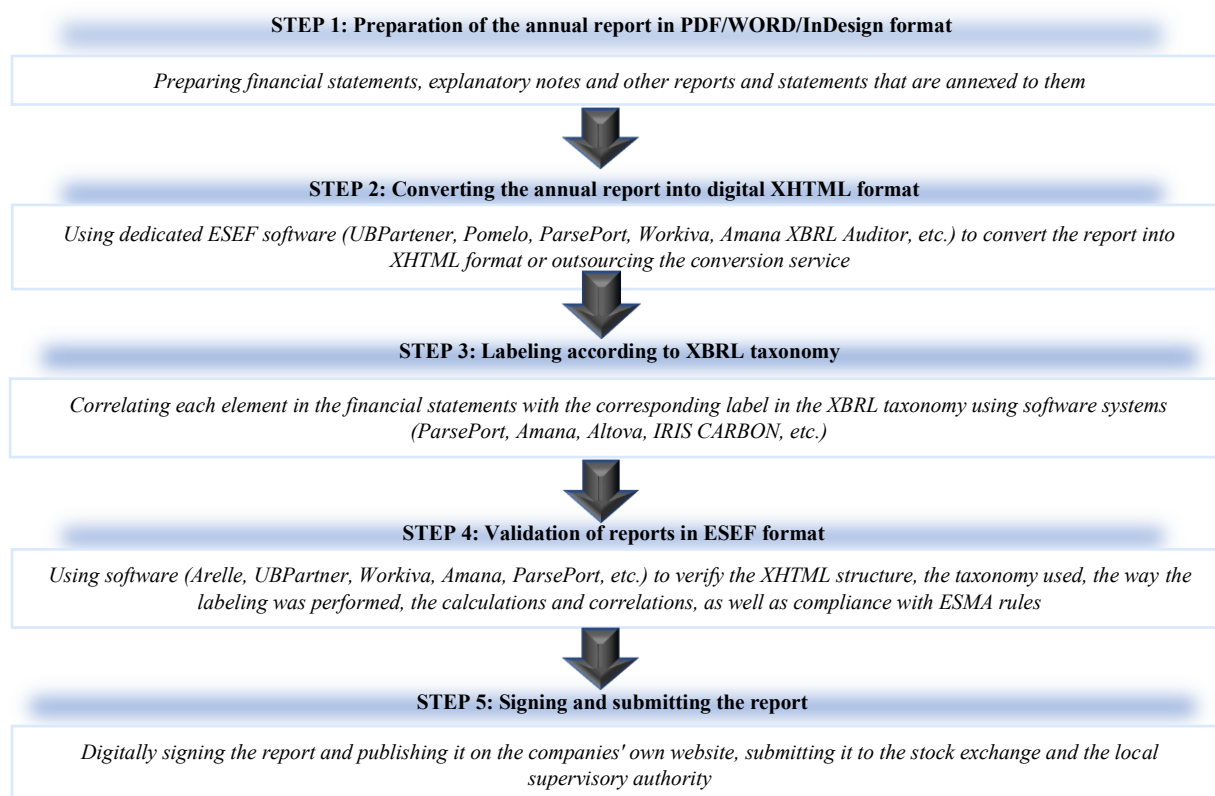 STEP 1: Preparation of the annual report in PDF/WORD/InDesign format
Preparing financial statements, explanatory notes and other reports and statements that are annexed to them
STEP 2: Converting the annual report into digital XHTML format
Using dedicated ESEF software (UBPartener, Pomelo, ParsePort, Workiva, Amana XBRL Auditor, etc.) to convert the report into
XHTML format or outsourcing the conversion service
STEP 3: Labeling according to XBRL taxonomy
Correlating each element in the financial statements with the corresponding label in the XBRL taxonomy using software systems
(ParsePort, Amana, Altova, IRIS CARBON, etc.)
STEP 4: Validation of reports in ESEF format
Using software (Arelle, UBPartner, Workiva, Amana, ParsePort, etc.) to verify the XHTML structure, the taxonomy used, the way the
labeling was performed, the calculations and correlations, as well as compliance with ESMA rules
STEP 5: Signing and submitting the report
Digitally signing the report and publishing it on the companies' own website, submitting it to the stock exchange and the local
supervisory authority